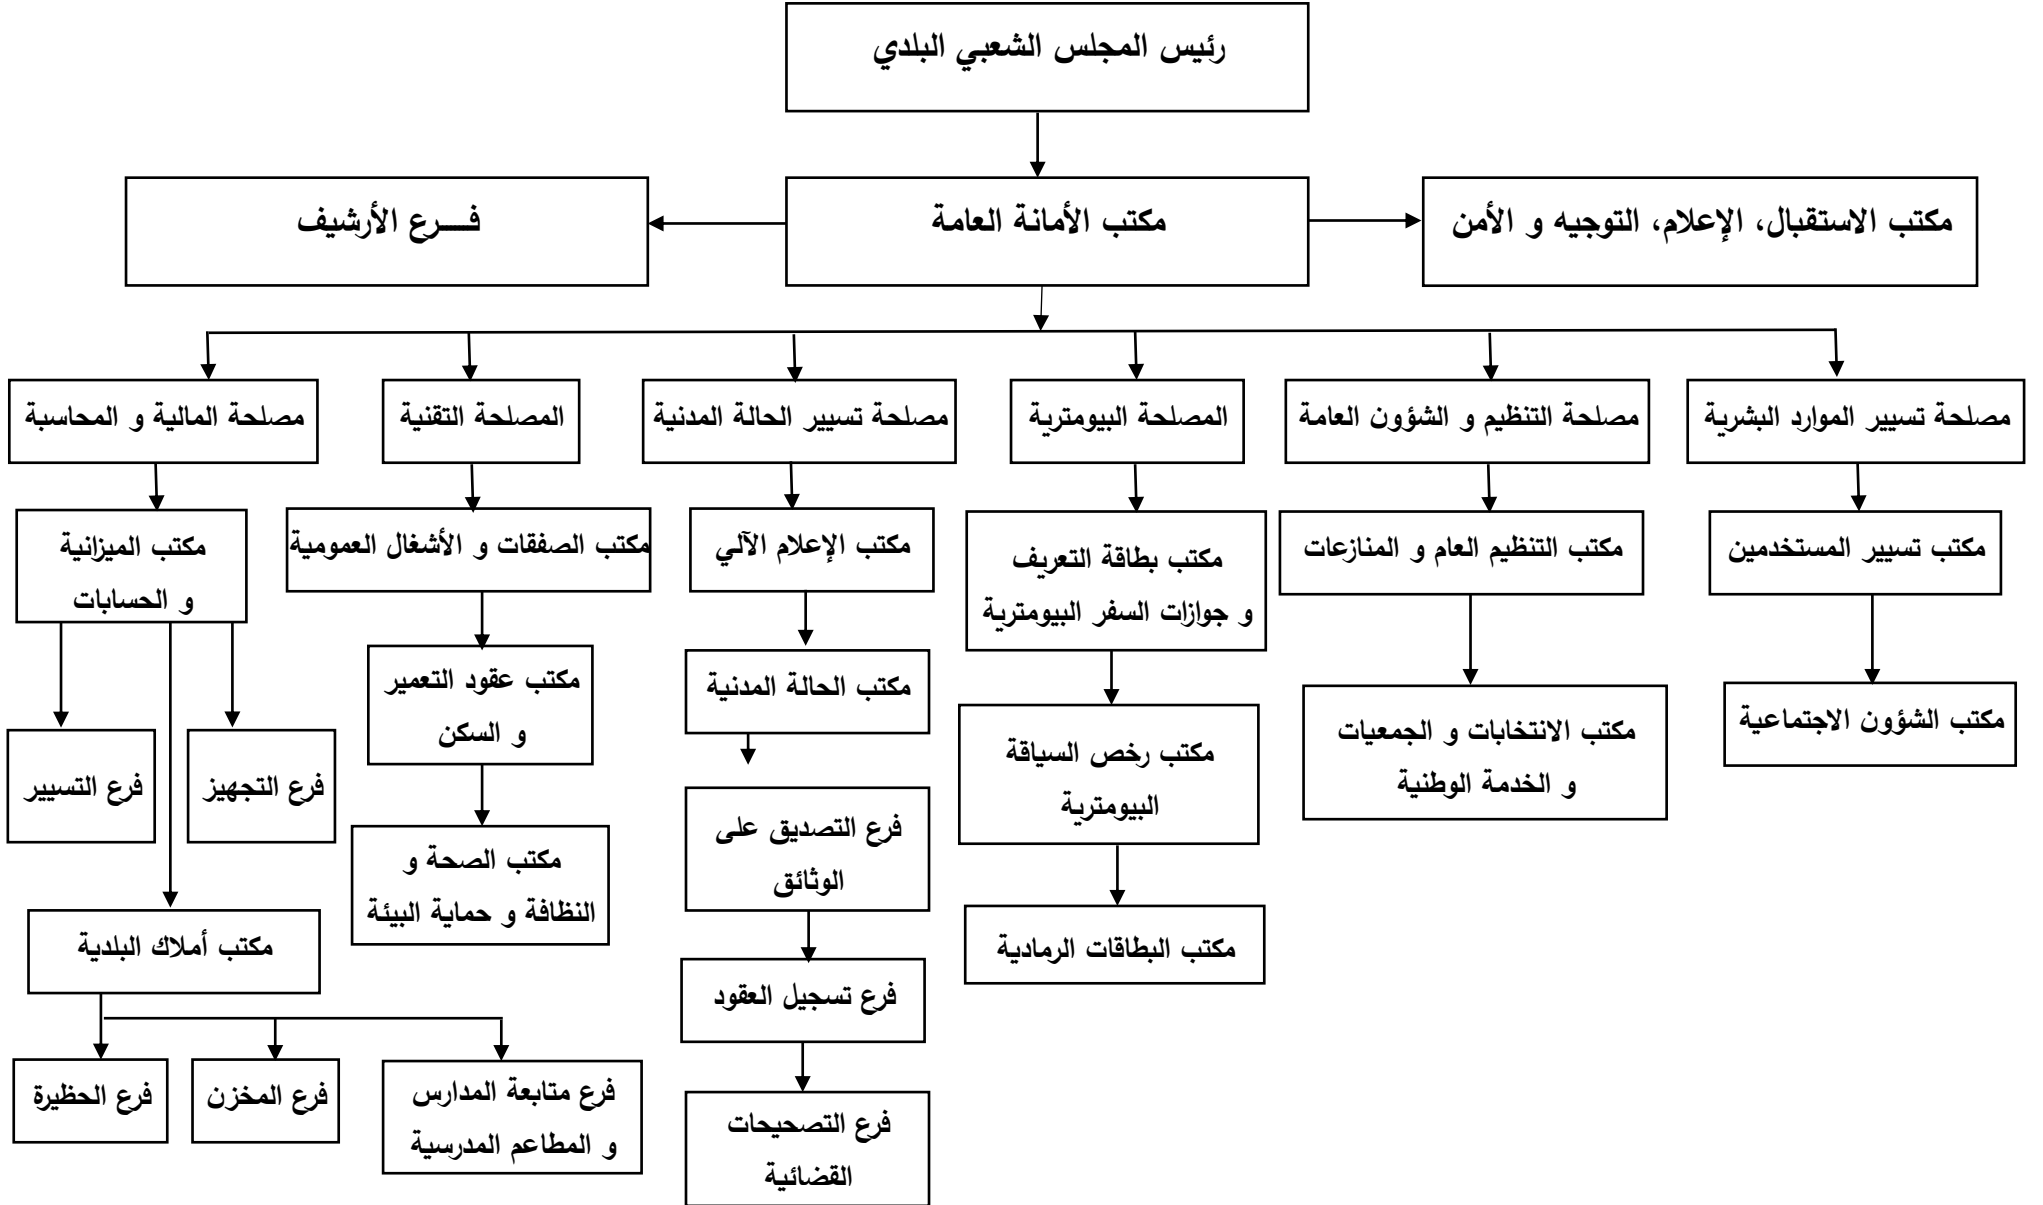 رئيس المجلس الشعبي البلدي
مكتب الاستقبال، الإعلام، التوجيه و الأمن
مكتب الأمانة العامة
فـــرع الأرشيف
مصلحة تسيير الموارد البشرية
مصلحة التنظيم و الشؤون العامة
المصلحة البيومترية
مصلحة تسيير الحالة المدنية
المصلحة التقنية
مصلحة المالية و المحاسبة
مكتب تسيير المستخدمين
مكتب الشؤون الاجتماعية
مكتب التنظيم العام و المنازعات
مكتب الانتخابات و الجمعيات
و الخدمة الوطنية
مكتب بطاقة التعريف
و جوازات السفر البيومترية
مكتب رخص السياقة
البيومترية
مكتب البطاقات الرمادية
مكتب الإعلام الآلي
مكتب الحالة المدنية
فرع التصديق على
الوثائق
فرع تسجيل العقود
فرع التصحيحات
القضائية
مكتب الصفقات و الأشغال العمومية
مكتب عقود التعمير
و السكن
مكتب الصحة و
النظافة و حماية البيئة
مكتب الميزانية
و الحسابات
فرع التجهيز
فرع التسيير
مكتب أملاك البلدية
فرع متابعة المدارس
و المطاعم المدرسية
فرع المخزن
فرع الحظيرة